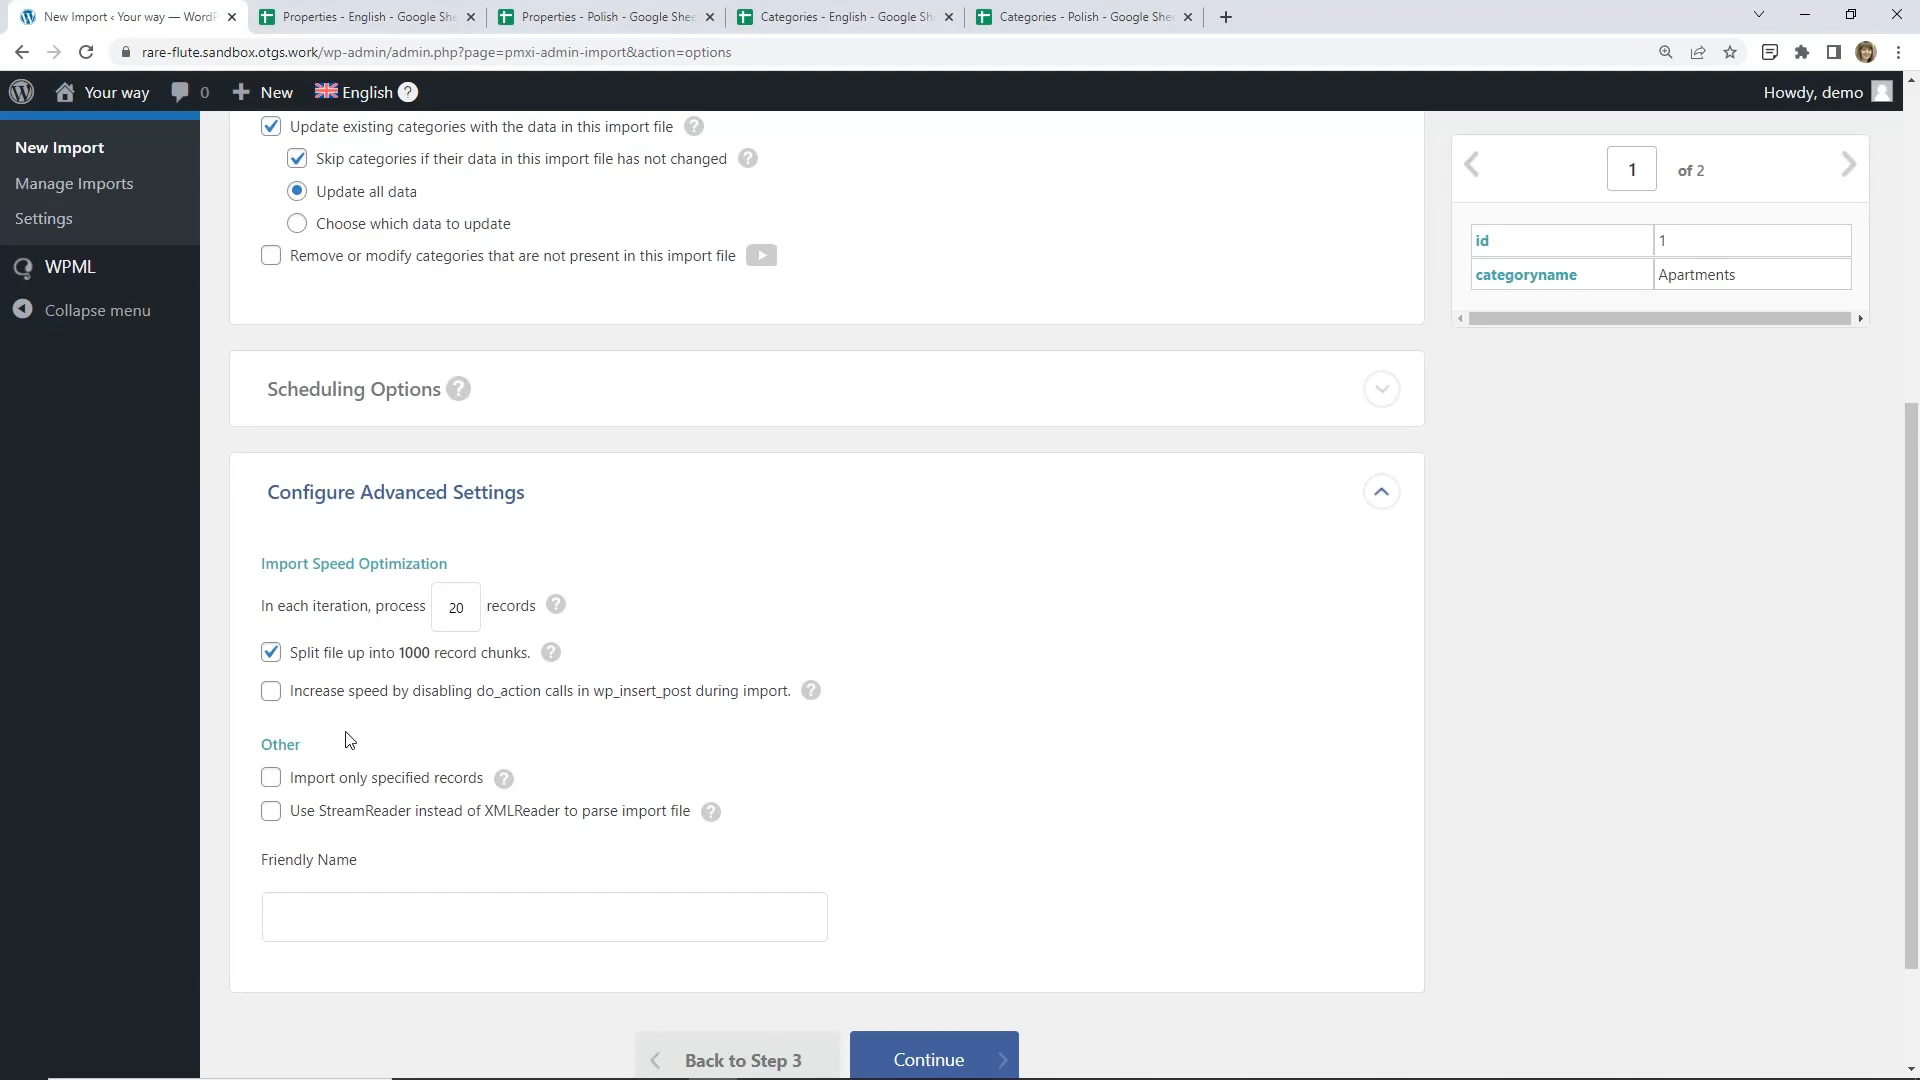 New Import ‹ Your way — WordP
Properties - English - Google She
Properties - Polish - Google Shee
Categories - English - Google Sh
Categories - Polish - Google Shee
rare-flute.sandbox.otgs.work/wp-admin/admin.php?page=pmxi-admin-import&action=options
Your way
0
New
English ?
Howdy, demo
New Import
Manage Imports
Settings
WPML
Collapse menu
Update existing categories with the data in this import file ?
Skip categories if their data in this import file has not changed ?
Update all data
Choose which data to update
Remove or modify categories that are not present in this import file
1 of 2
id 1
categoryname Apartments
Scheduling Options ?
Configure Advanced Settings
Import Speed Optimization
In each iteration, process 20 records ?
Split file up into 1000 record chunks. ?
Increase speed by disabling do_action calls in wp_insert_post during import. ?
Other
Import only specified records ?
Use StreamReader instead of XMLReader to parse import file ?
Friendly Name
Back to Step 3
Continue